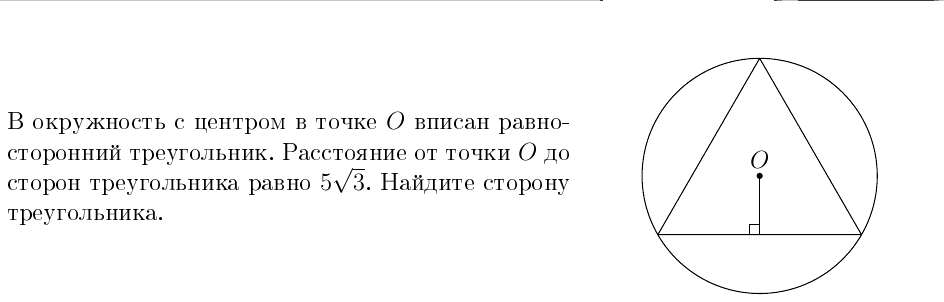 В окружность с центром в точке O вписан равно-
сторонний треугольник. Расстояние от точки O до
сторон треугольника равно 5√3. Найдите сторону
треугольника.
O